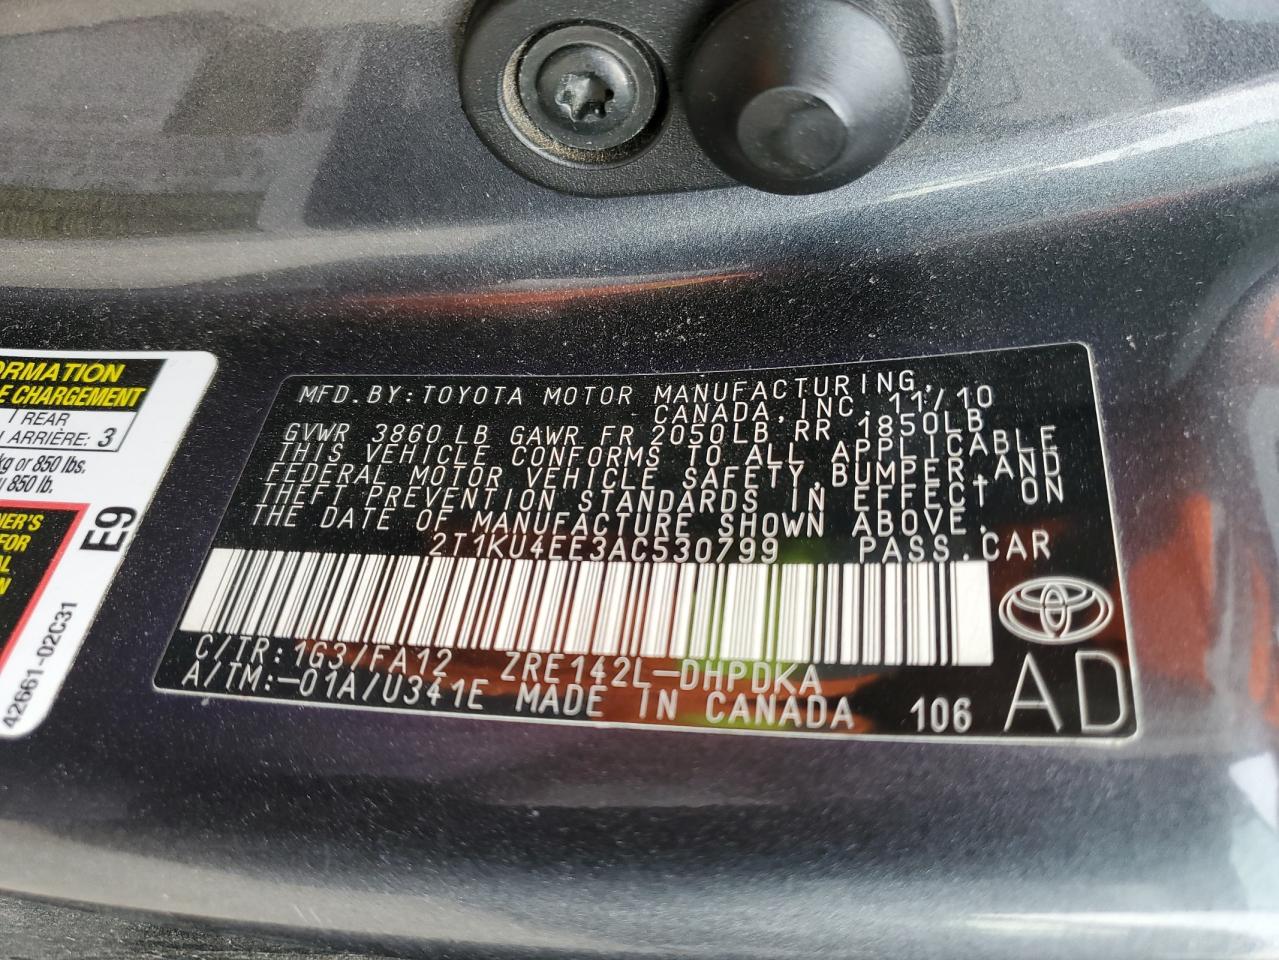 MFD. BY: TOYOTA MOTOR MANUFACTURING,
CANADA, INC. 11/10
GVWR 3860 LB GAWR FR 2050LB RR 1850LB
THIS VEHICLE CONFORMS TO ALL APPLICABLE
FEDERAL MOTOR VEHICLE SAFETY, BUMPER, AND
THEFT PREVENTION STANDARDS IN EFFECT ON
THE DATE OF MANUFACTURE SHOWN ABOVE.
2T1KU4EE3AC530799 PASS. CAR
C/TR: 1G3/FA12 ZRE142L-DHPDKA
A/TM: -01A/U341E MADE IN CANADA 106
AD
ORMATION
E CHARGEMENT
REAR
ARRIÈRE: 3
kg or 850 lbs.
850 lb.
NER'S
FOR
E9
42661-02C31